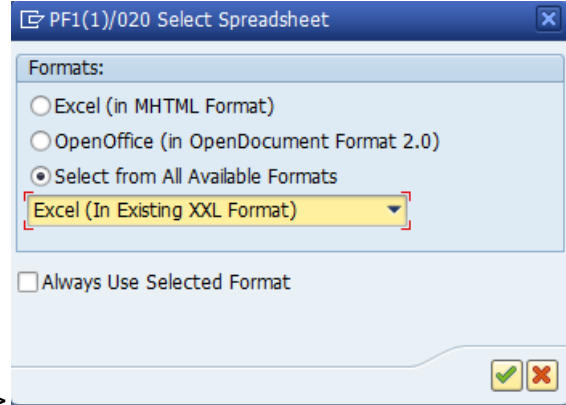 PF1(1)/020 Select Spreadsheet
Formats:
Excel (in MHTML Format)
OpenOffice (in OpenDocument Format 2.0)
Select from All Available Formats
Excel (In Existing XXL Format)
Always Use Selected Format
>